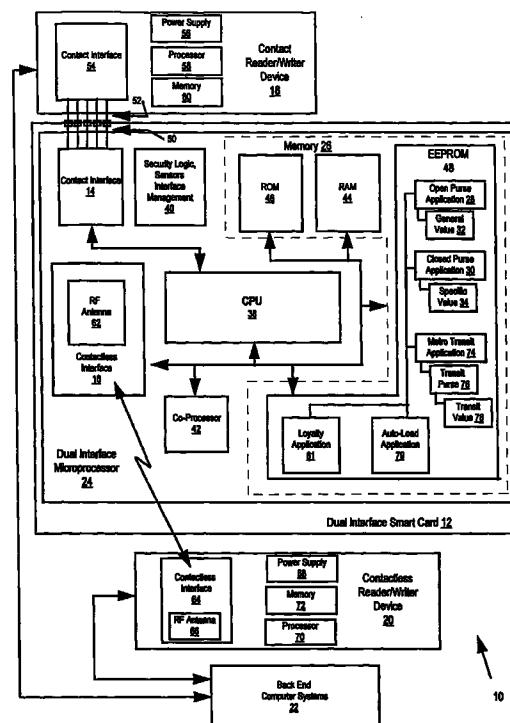 Power Supply
56
Contact Interface
54
Processor
58
Memory
60
Contact
Reader/Writer
Device
18
52
50
Memory 26
Contact Interface
14
Security Logic,
Sensors
Interface
Management
40
ROM
46
RAM
44
EEPROM
48
Open Purse
Application 28
General
Value 32
Closed Purse
Application 30
Specific
Value 34
Metro Transit
Application 74
Transit
Purse 76
Transit
Value 78
CPU
38
RF
Antenna
62
Contactless
Interface
16
Co-Processor
42
Loyalty
Application
81
Auto-Load
Application
79
Dual Interface
Microprocessor
24
Dual Interface Smart Card 12
Contactless
Interface
64
RF Antenna
66
Power Supply
68
Memory
72
Processor
70
Contactless
Reader/Writer
Device
20
Back End
Computer Systems
22
10